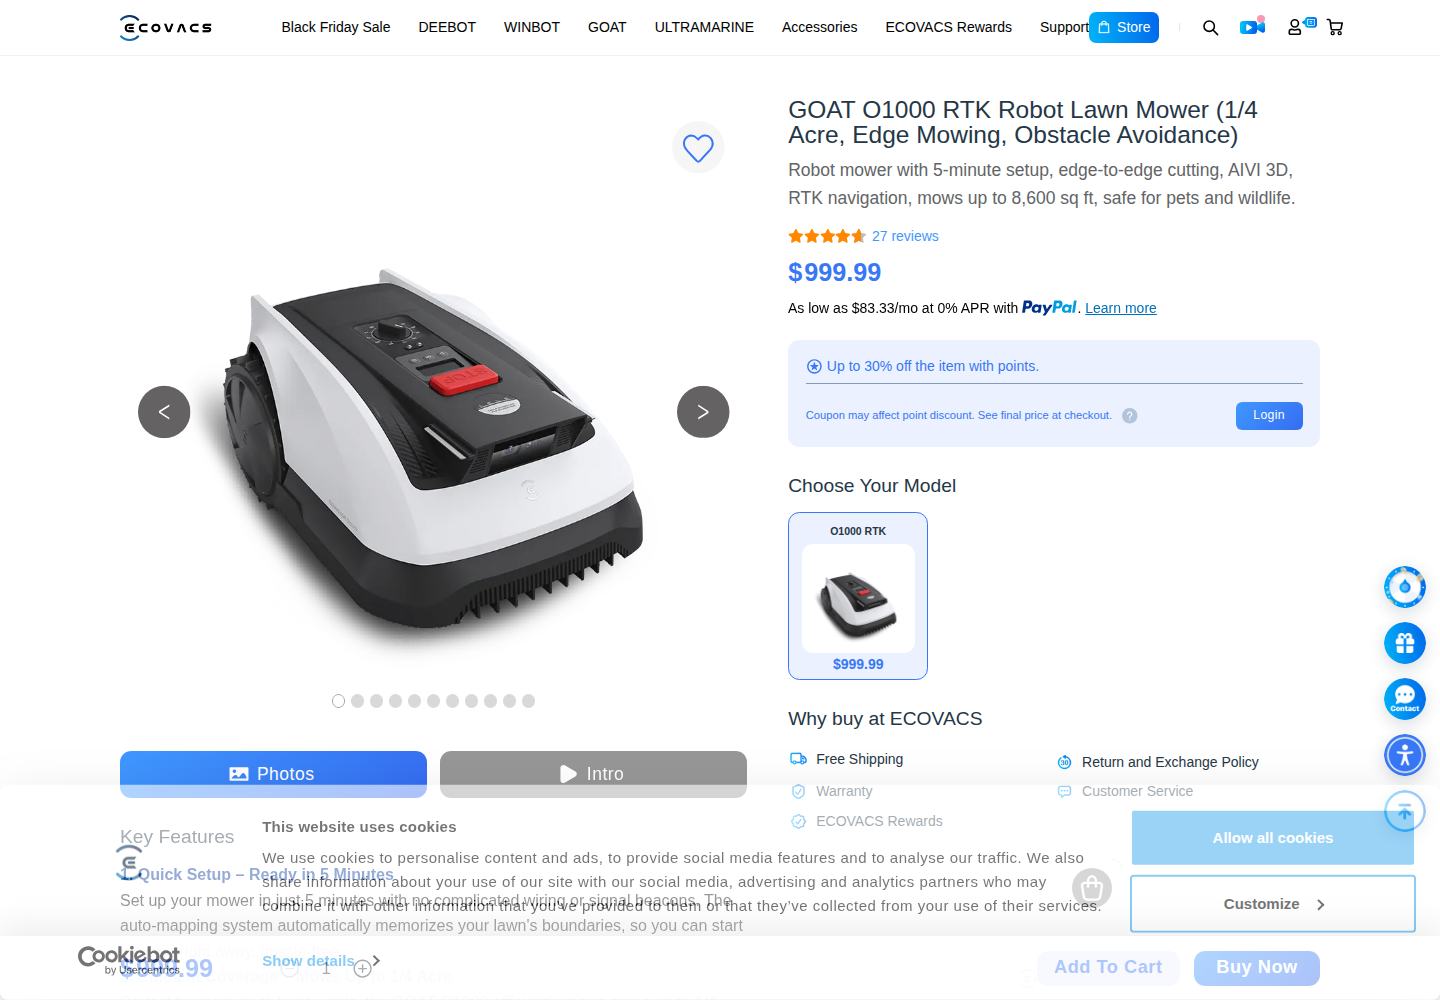 ECOVACS
Black Friday Sale
DEEBOT
WINBOT
GOAT
ULTRAMARINE
Accessories
ECOVACS Rewards
Support
Store
GOAT O1000 RTK Robot Lawn Mower (1/4
Acre, Edge Mowing, Obstacle Avoidance)
Robot mower with 5-minute setup, edge-to-edge cutting, AIVI 3D,
RTK navigation, mows up to 8,600 sq ft, safe for pets and wildlife.
27 reviews
$999.99
As low as $83.33/mo at 0% APR with PayPal. Learn more
Up to 30% off the item with points.
Coupon may affect point discount. See final price at checkout. ?
Login
<
>
STOP
Choose Your Model
O1000 RTK
$999.99
Why buy at ECOVACS
Free Shipping
Return and Exchange Policy
Warranty
Customer Service
ECOVACS Rewards
Contact
Photos
Intro
Key Features
1. Quick Setup – Ready in 5 Minutes
Set up your mower in just 5 minutes with no complicated wiring or signal beacons. The
auto-mapping system automatically memorizes your lawn's boundaries, so you can start
This website uses cookies
We use cookies to personalise content and ads, to provide social media features and to analyse our traffic. We also
share information about your use of our site with our social media, advertising and analytics partners who may
combine it with other information that you've provided to them or that they've collected from your use of their services.
Allow all cookies
Customize
Show details
Cookiebot
by Usercentrics
$999.99
1
Add To Cart
Buy Now